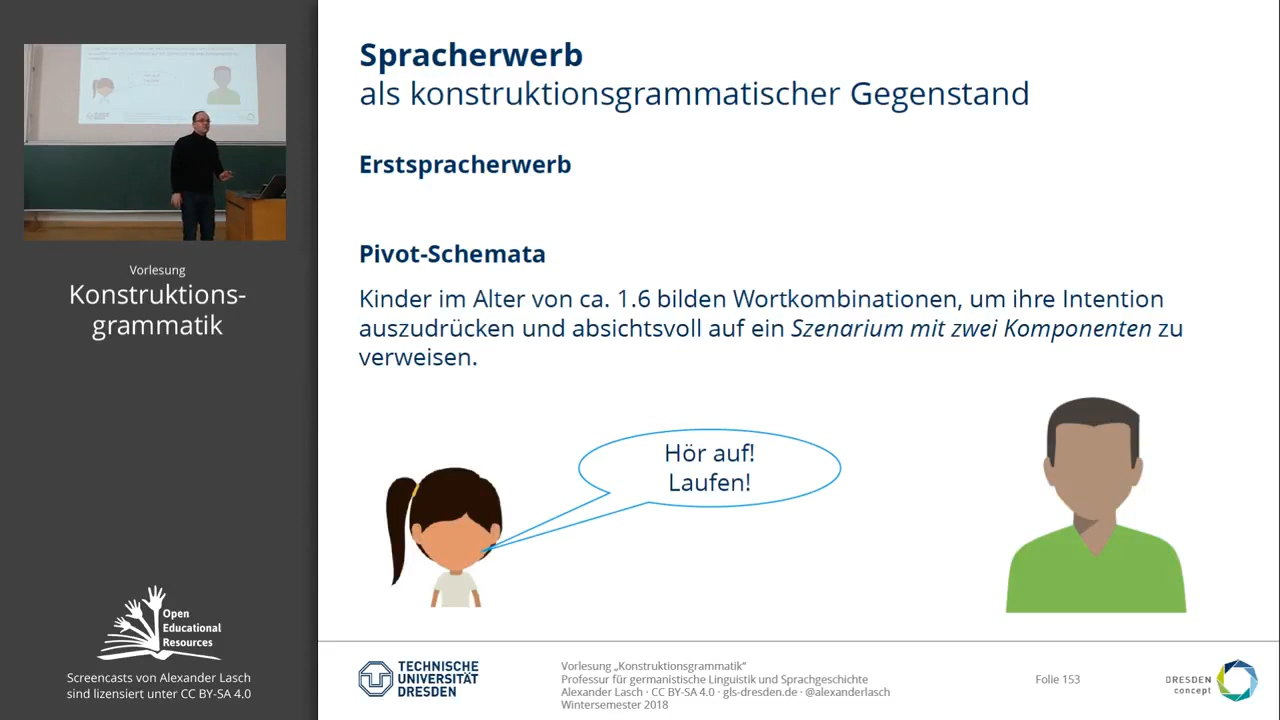 Spracherwerb
als konstruktionsgrammatischer Gegenstand
Erstspracherwerb
Pivot-Schemata
Kinder im Alter von ca. 1.6 bilden Wortkombinationen, um ihre Intention
auszudrücken und absichtsvoll auf ein Szenarium mit zwei Komponenten zu
verweisen.
Hör auf!
Laufen!
Vorlesung
Konstruktions-
grammatik
Open
Educational
Resources
Screencasts von Alexander Lasch
sind lizensiert unter CC BY-SA 4.0
TECHNISCHE
UNIVERSITÄT
DRESDEN
Vorlesung „Konstruktionsgrammatik“
Professur für germanistische Linguistik und Sprachgeschichte
Alexander Lasch · CC BY-SA 4.0 · gls-dresden.de · @alexanderlasch
Wintersemester 2018
Folie 153
DRESDEN
concept